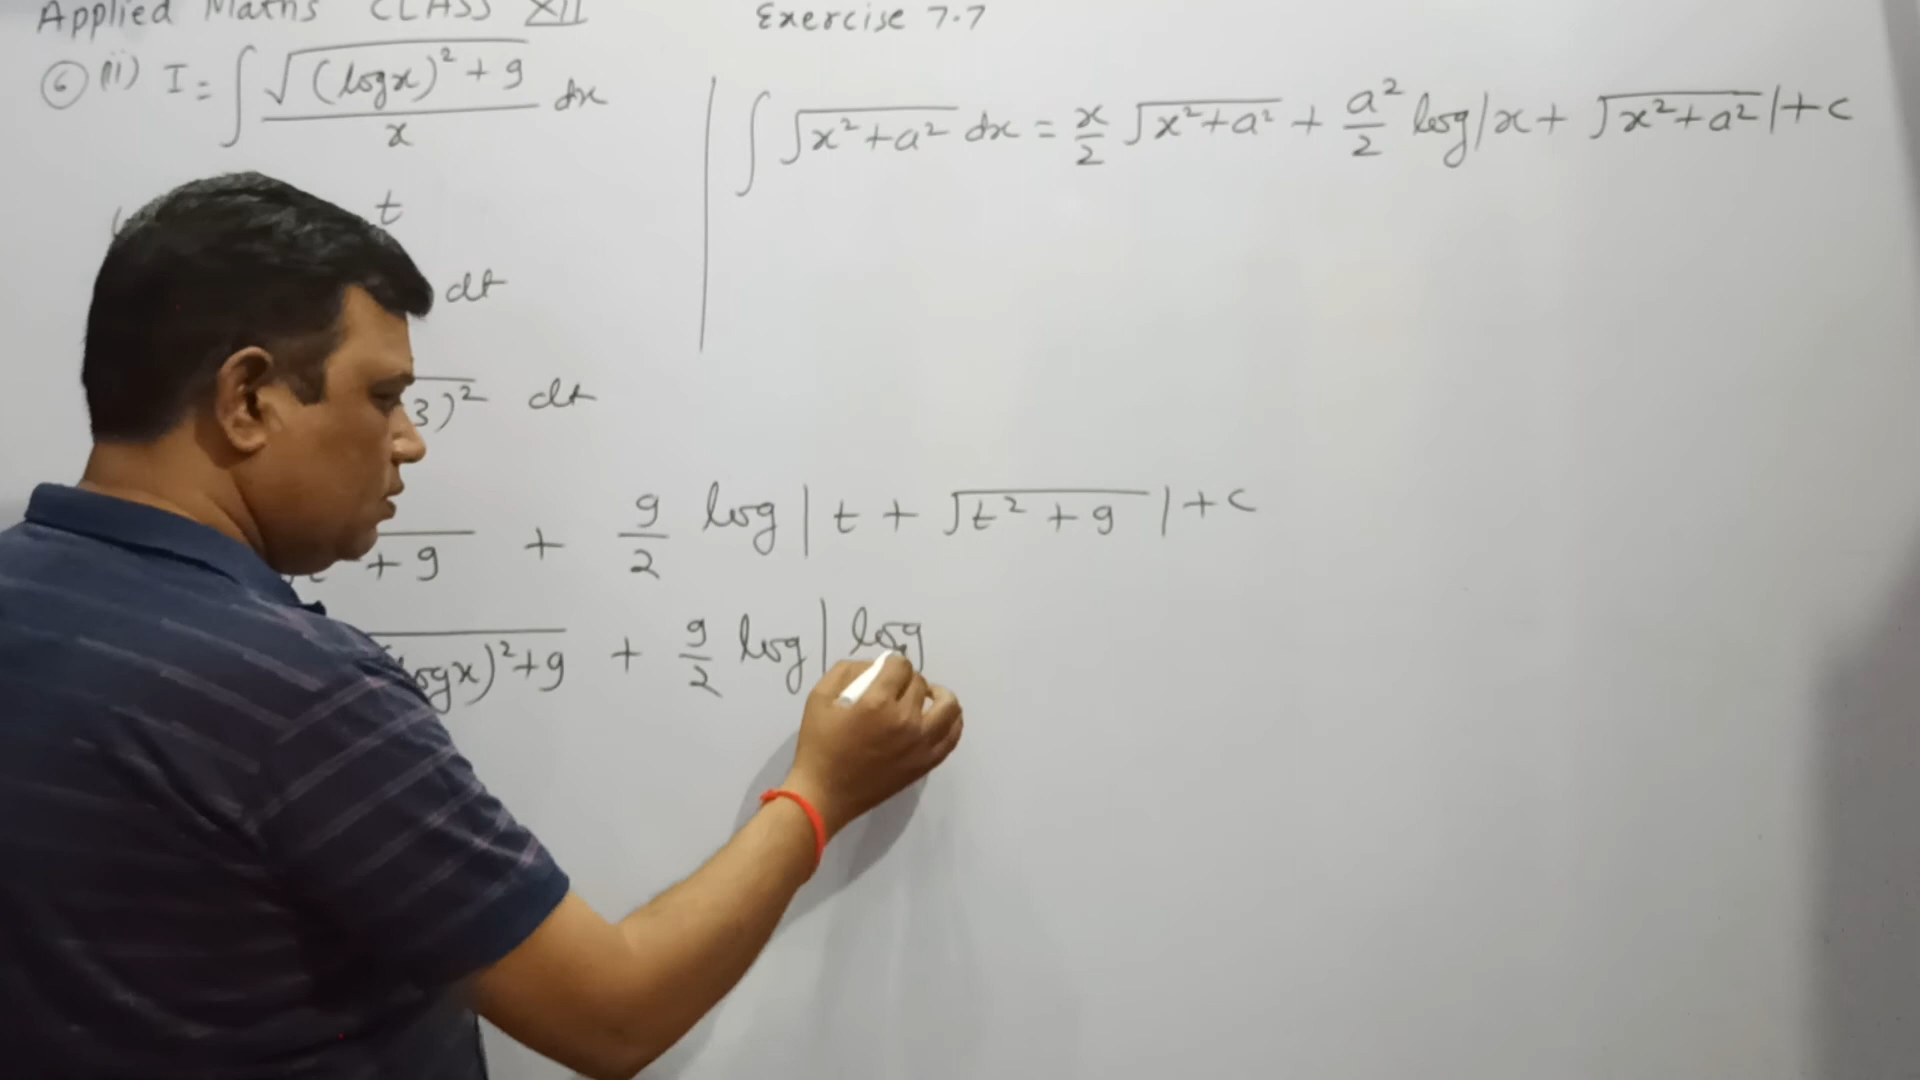 Applied Maths CLASS XII Exercise 7.7
⑥ (ii) I = ∫ √((logx)² + 9) / x dx
∫ √(x² + a²) dx = x/2 √(x² + a²) + a²/2 log|x + √(x² + a²)| + c
t
dt
3)² dt
+ 9 + 9/2 log| t + √(t² + 9) | + c
ogx)² + 9 + 9/2 log| log